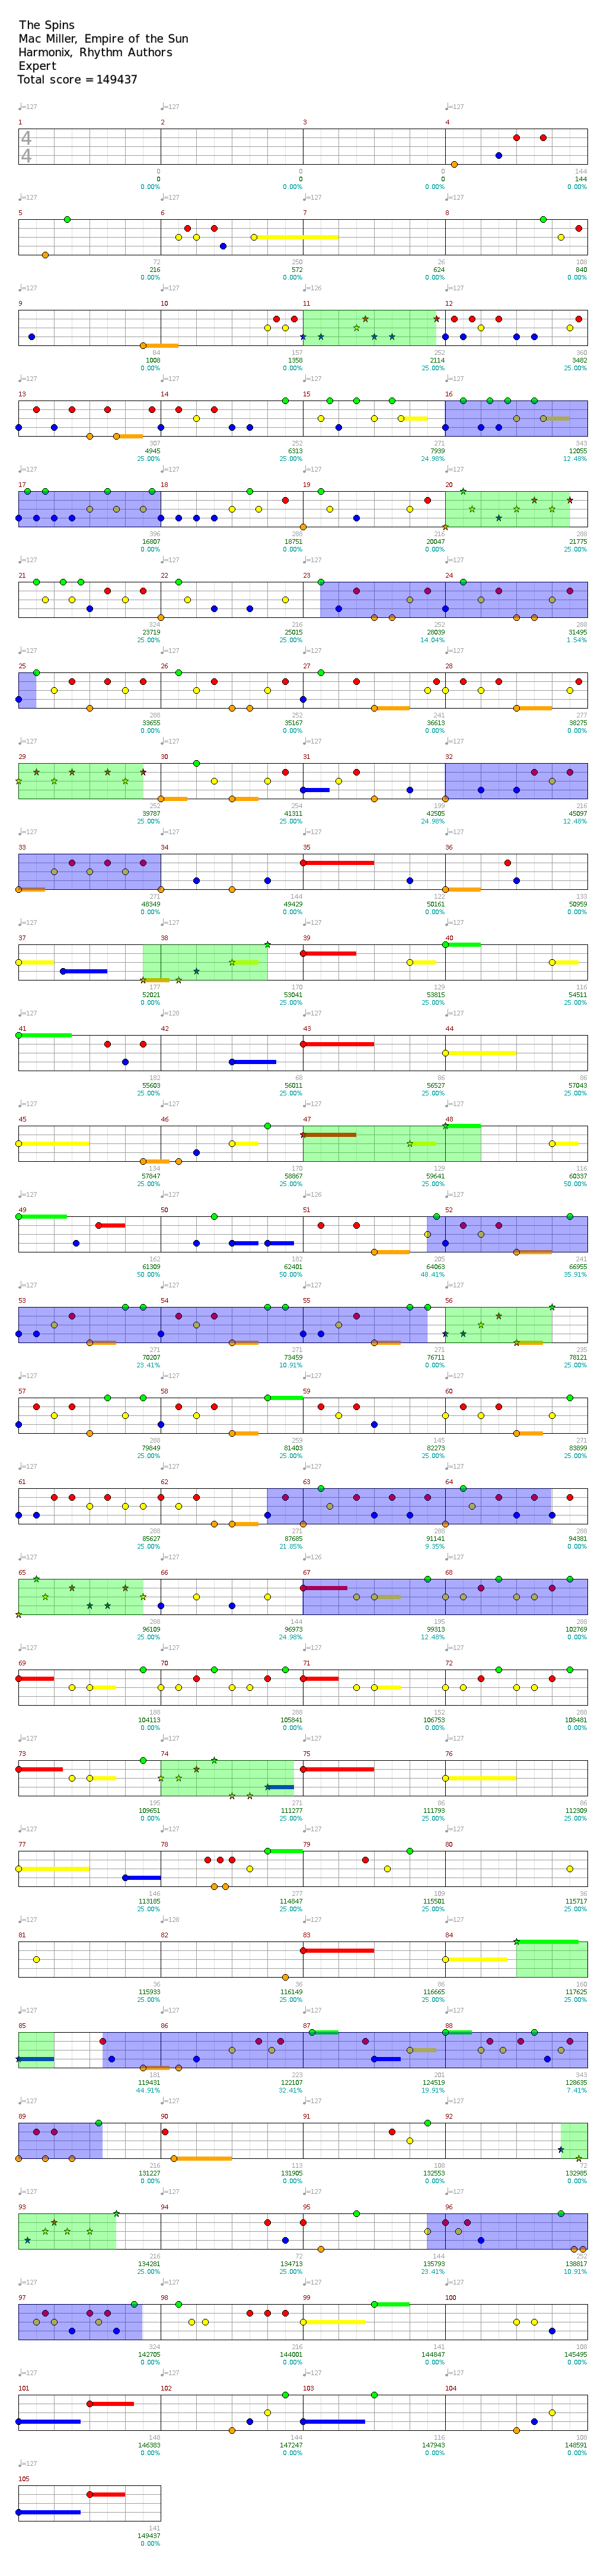 The Spins
Mac Miller, Empire of the Sun
Harmonix, Rhythm Authors
Expert
Total score = 149437
♩=127 ♩=127 ♩=127
1 2 3 4
4
4
0 0 0 144
0 0 0 144
0.00% 0.00% 0.00% 0.00%
5 6 7 8
72 250 26 108
216 572 624 840
0.00% 0.00% 0.00% 0.00%
9 10 11 12
84 157 252 360
1008 1358 2114 3482
0.00% 0.00% 25.00% 25.00%
13 14 15 16
307 252 271 343
4945 6313 7939 12055
25.00% 25.00% 24.98% 12.48%
17 18 19 20
396 288 216 288
16807 18751 20047 21775
0.00% 0.00% 0.00% 25.00%
21 22 23 24
324 216 252 288
23719 25015 28039 31495
25.00% 25.00% 14.04% 1.54%
25 26 27 28
288 252 241 277
33655 35167 36613 38275
0.00% 0.00% 0.00% 0.00%
29 30 31 32
252 254 199 216
39787 41311 42505 45097
25.00% 25.00% 24.98% 12.48%
33 34 35 36
271 144 122 133
48349 49429 50161 50959
0.00% 0.00% 0.00% 0.00%
37 38 39 40
177 170 129 116
52021 53041 53815 54511
0.00% 25.00% 25.00% 25.00%
41 42 43 44
182 68 86 86
55603 56011 56527 57043
25.00% 25.00% 25.00% 25.00%
45 46 47 48
134 170 129 116
57847 58867 59641 60337
25.00% 25.00% 25.00% 50.00%
49 50 51 52
162 182 205 241
61309 62401 64063 66955
50.00% 50.00% 48.41% 35.91%
53 54 55 56
271 271 271 235
70207 73459 76711 78121
23.41% 10.91% 0.00% 25.00%
57 58 59 60
288 259 145 271
79849 81403 82273 83899
25.00% 25.00% 25.00% 25.00%
61 62 63 64
288 271 288 288
85627 87685 91141 94381
25.00% 21.85% 9.35% 0.00%
65 66 67 68
288 144 195 288
96109 96973 99313 102769
25.00% 24.98% 12.48% 0.00%
69 70 71 72
188 288 152 288
104113 105841 106753 108481
0.00% 0.00% 0.00% 0.00%
73 74 75 76
195 271 86 86
109651 111277 111793 112309
0.00% 25.00% 25.00% 25.00%
77 78 79 80
146 277 109 36
113185 114847 115501 115717
25.00% 25.00% 25.00% 25.00%
81 82 83 84
36 36 86 160
115933 116149 116665 117625
25.00% 25.00% 25.00% 25.00%
85 86 87 88
181 223 201 343
119431 122107 124519 128635
44.91% 32.41% 19.91% 7.41%
89 90 91 92
216 113 108 72
131227 131905 132553 132985
0.00% 0.00% 0.00% 0.00%
93 94 95 96
216 72 144 252
134281 134713 135793 138817
25.00% 25.00% 23.41% 10.91%
97 98 99 100
324 216 141 108
142705 144001 144847 145495
0.00% 0.00% 0.00% 0.00%
101 102 103 104
148 144 116 108
146383 147247 147943 148591
0.00% 0.00% 0.00% 0.00%
♩=127
105
141
149437
0.00%